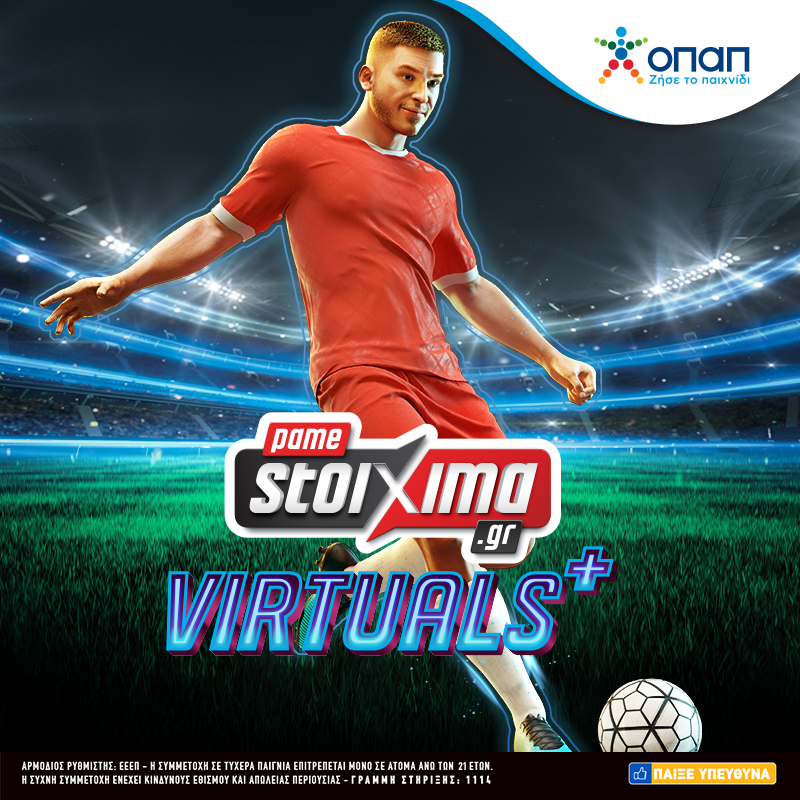 οπαπ
Ζήσε το παιχνίδι
pame
stoiXima
.gr
VIRTUALS+
ΑΡΜΟΔΙΟΣ ΡΥΘΜΙΣΤΗΣ: ΕΕΕΠ – Η ΣΥΜΜΕΤΟΧΗ ΣΕ ΤΥΧΕΡΑ ΠΑΙΓΝΙΑ ΕΠΙΤΡΕΠΕΤΑΙ ΜΟΝΟ ΣΕ ΑΤΟΜΑ ΑΝΩ ΤΩΝ 21 ΕΤΩΝ.
Η ΣΥΧΝΗ ΣΥΜΜΕΤΟΧΗ ΕΝΕΧΕΙ ΚΙΝΔΥΝΟΥΣ ΕΘΙΣΜΟΥ ΚΑΙ ΑΠΩΛΕΙΑΣ ΠΕΡΙΟΥΣΙΑΣ – ΓΡΑΜΜΗ ΣΤΗΡΙΞΗΣ: 1114
ΠΑΙΞΕ ΥΠΕΥΘΥΝΑ